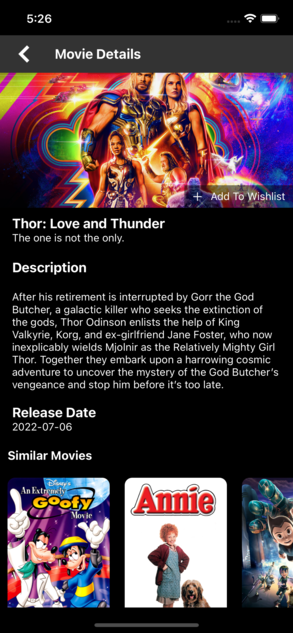 5:26
Movie Details
+ Add To Wishlist
Thor: Love and Thunder
The one is not the only.
Description
After his retirement is interrupted by Gorr the God
Butcher, a galactic killer who seeks the extinction of
the gods, Thor Odinson enlists the help of King
Valkyrie, Korg, and ex-girlfriend Jane Foster, who now
inexplicably wields Mjolnir as the Relatively Mighty Girl
Thor. Together they embark upon a harrowing cosmic
adventure to uncover the mystery of the God Butcher’s
vengeance and stop him before it’s too late.
Release Date
2022-07-06
Similar Movies
Disney's
An Extremely
Goofy
Movie
Annie